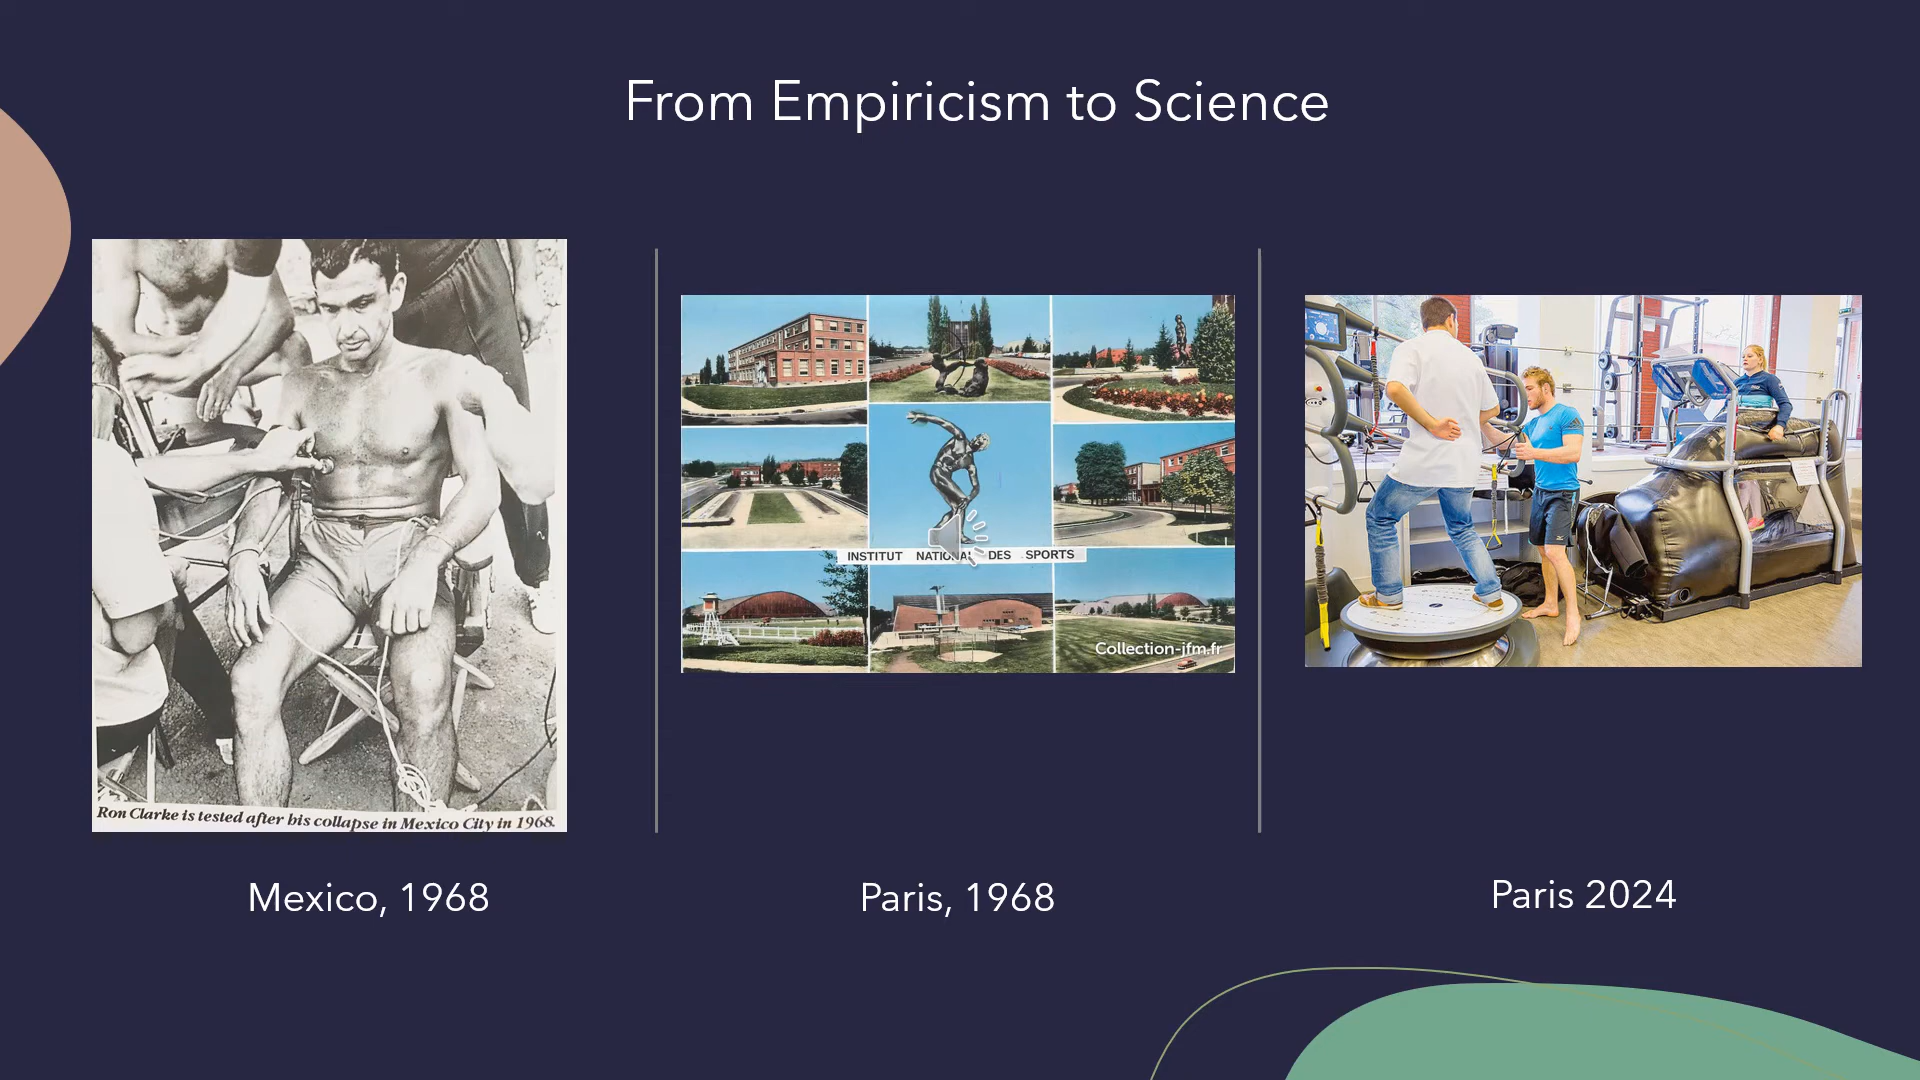 From Empiricism to Science
Ron Clarke is tested after his collapse in Mexico City in 1968.
INSTITUT NATIONAL DES SPORTS
Collection-jfm.fr
Mexico, 1968
Paris, 1968
Paris 2024